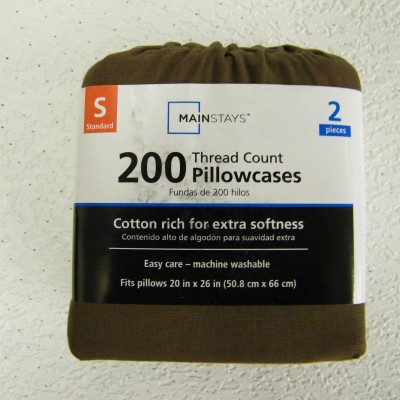 S
Standard
MAINSTAYS™
2
pieces
200 Thread Count
Pillowcases
Fundas de 200 hilos
Cotton rich for extra softness
Contenido alto de algodón para suavidad extra
Easy care – machine washable
Fits pillows 20 in x 26 in (50.8 cm x 66 cm)